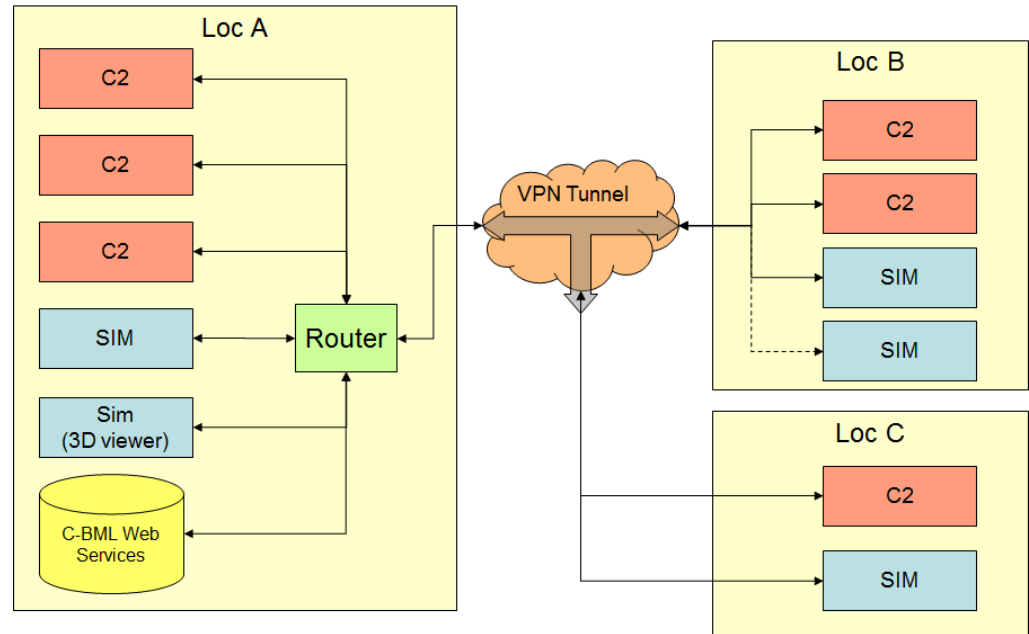 Loc A
C2
C2
C2
SIM
Sim
(3D viewer)
C-BML Web
Services
Router
VPN Tunnel
Loc B
C2
C2
SIM
SIM
Loc C
C2
SIM